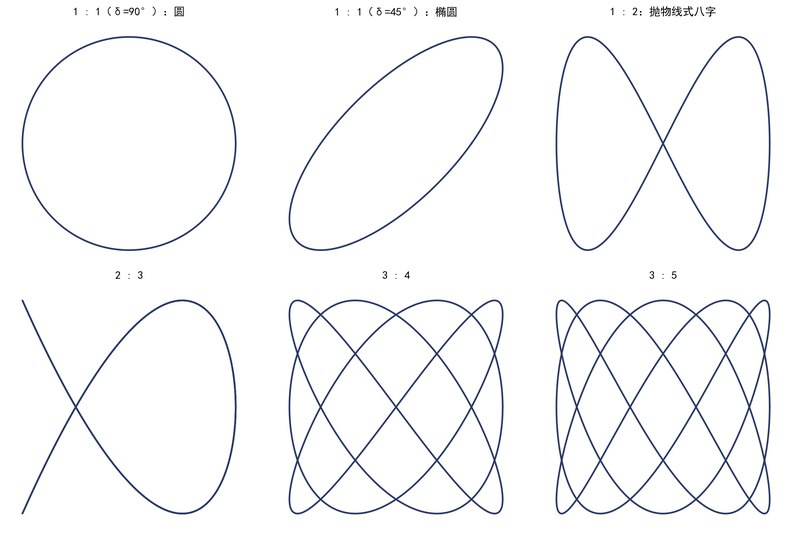 1 : 1（δ=90°）：圆
1 : 1（δ=45°）：椭圆
1 : 2：抛物线式八字
2 : 3
3 : 4
3 : 5